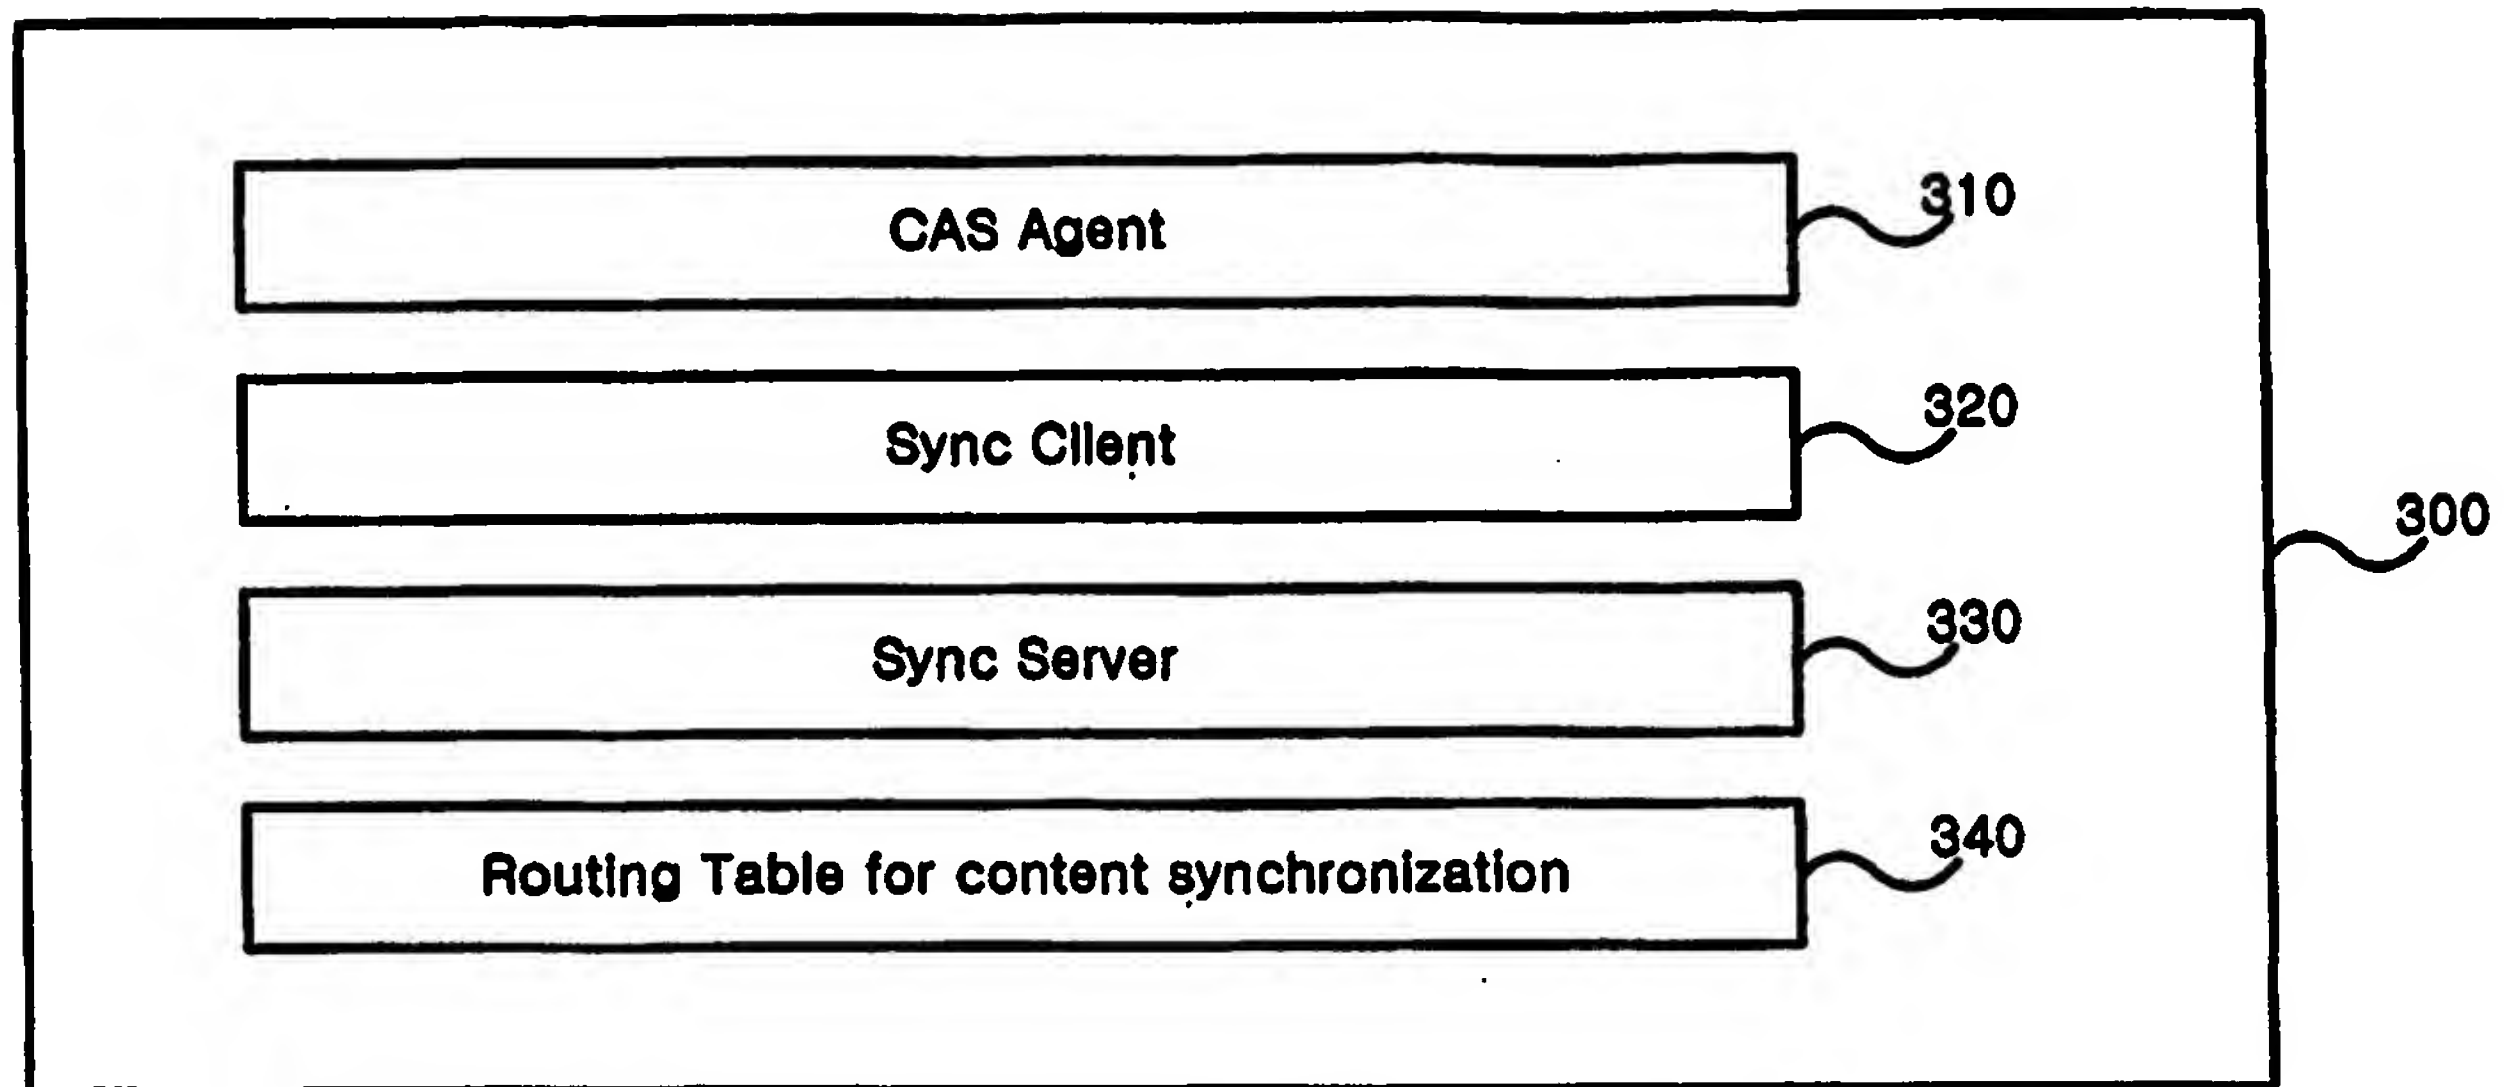 CAS Agent
310
Sync Client
320
300
Sync Server
330
Routing Table for content synchronization
340